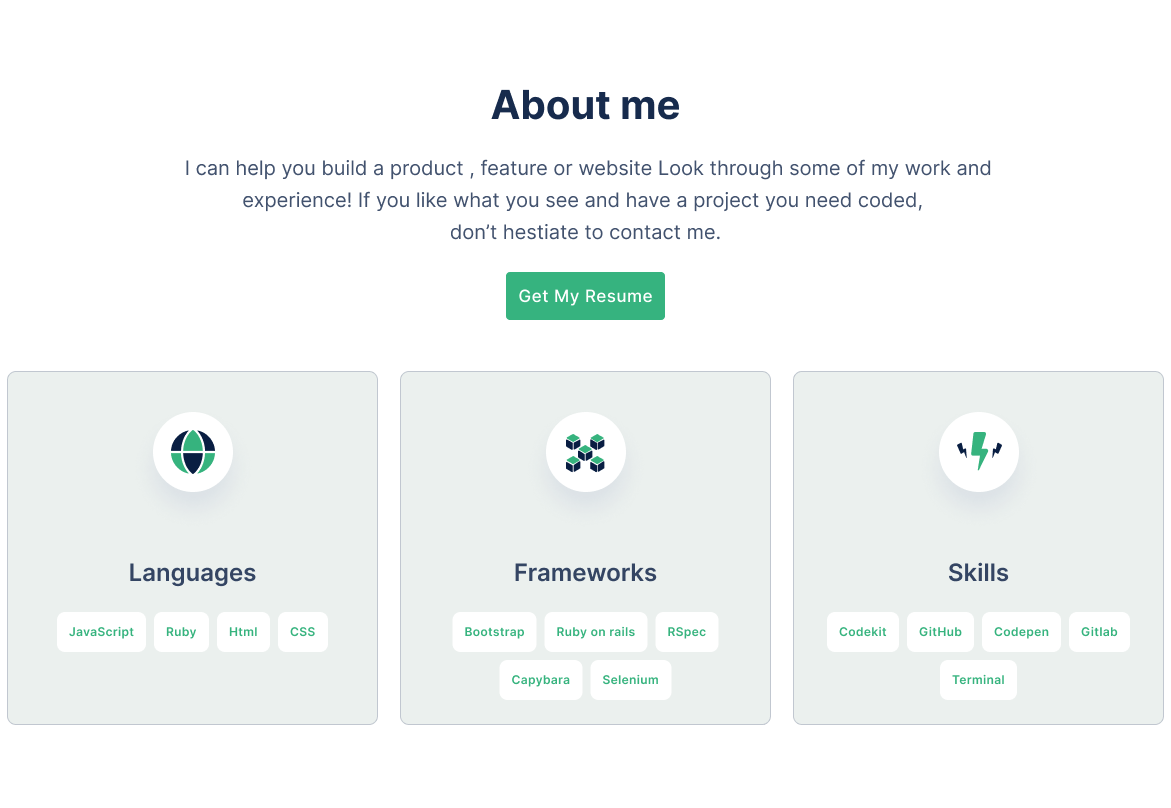 About me
I can help you build a product , feature or website Look through some of my work and
experience! If you like what you see and have a project you need coded,
don’t hestiate to contact me.
Get My Resume
Languages
JavaScript Ruby Html CSS
Frameworks
Bootstrap Ruby on rails RSpec
Capybara Selenium
Skills
Codekit GitHub Codepen Gitlab
Terminal